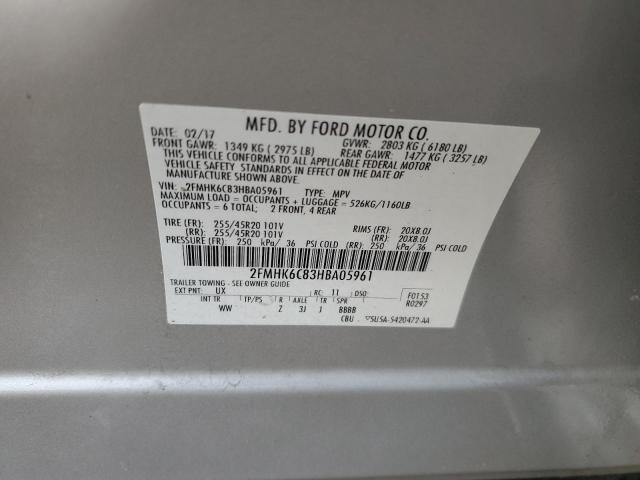 MFD. BY FORD MOTOR CO.
DATE: 02/17 GVWR: 2803 KG ( 6180 LB)
FRONT GAWR: 1349 KG ( 2975 LB) REAR GAWR: 1477 KG ( 3257 LB)
THIS VEHICLE CONFORMS TO ALL APPLICABLE FEDERAL MOTOR
VEHICLE SAFETY STANDARDS IN EFFECT ON THE DATE OF
MANUFACTURE SHOWN ABOVE.
VIN: 2FMHK6C83HBA05961 TYPE: MPV
MAXIMUM LOAD = OCCUPANTS + LUGGAGE = 526KG/1160LB
OCCUPANTS = 6 TOTAL; 2 FRONT, 4 REAR
TIRE (FR): 255/45R20 101V RIMS (FR): 20X8.0J
(RR): 255/45R20 101V (RR): 20X8.0J
PRESSURE (FR): 250 kPa/ 36 PSI COLD (RR): 250 kPa/ 36 PSI COLD
2FMHK6C83HBA05961
TRAILER TOWING - SEE OWNER GUIDE
EXT PNT: UX RC: 11 DSO: F0153
INT TR TP/PS R AXLE TR SPR R0297
WW Z 3J J BBBB
CBU 5U5A-5420472-AA